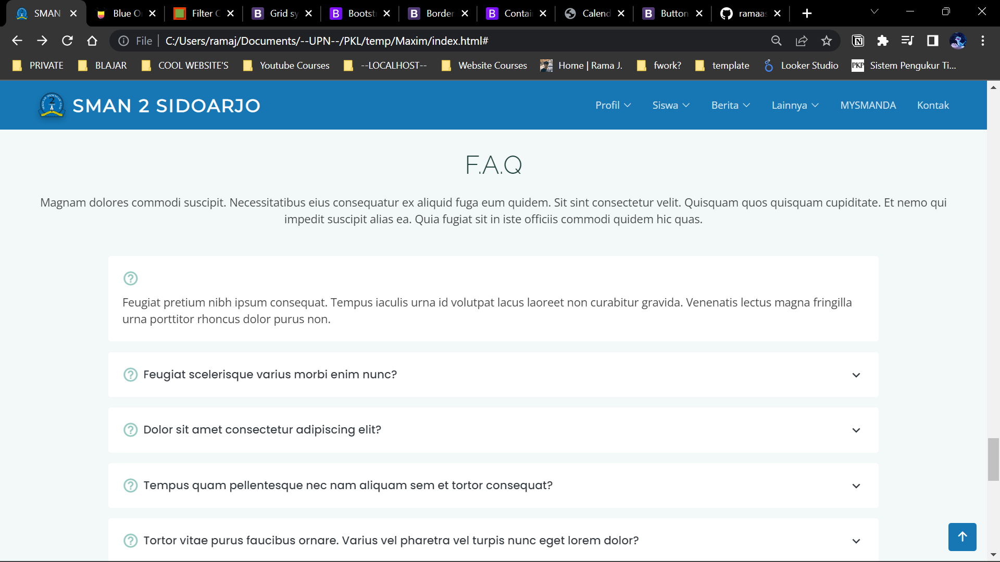 SMAN
Blue O
Filter C
Grid sy
Bootst
Border
Contai
Calend
Button
ramaas
File
C:/Users/ramaj/Documents/--UPN--/PKL/temp/Maxim/index.html#
PRIVATE
BLAJAR
COOL WEBSITE'S
Youtube Courses
--LOCALHOST--
Website Courses
Home | Rama J.
fwork?
template
Looker Studio
PKP
Sistem Pengukur Ti...
SMAN 2 SIDOARJO
Profil
Siswa
Berita
Lainnya
MYSMANDA
Kontak
F.A.Q
Magnam dolores commodi suscipit. Necessitatibus eius consequatur ex aliquid fuga eum quidem. Sit sint consectetur velit. Quisquam quos quisquam cupiditate. Et nemo qui
impedit suscipit alias ea. Quia fugiat sit in iste officiis commodi quidem hic quas.
Feugiat pretium nibh ipsum consequat. Tempus iaculis urna id volutpat lacus laoreet non curabitur gravida. Venenatis lectus magna fringilla
urna porttitor rhoncus dolor purus non.
Feugiat scelerisque varius morbi enim nunc?
Dolor sit amet consectetur adipiscing elit?
Tempus quam pellentesque nec nam aliquam sem et tortor consequat?
Tortor vitae purus faucibus ornare. Varius vel pharetra vel turpis nunc eget lorem dolor?